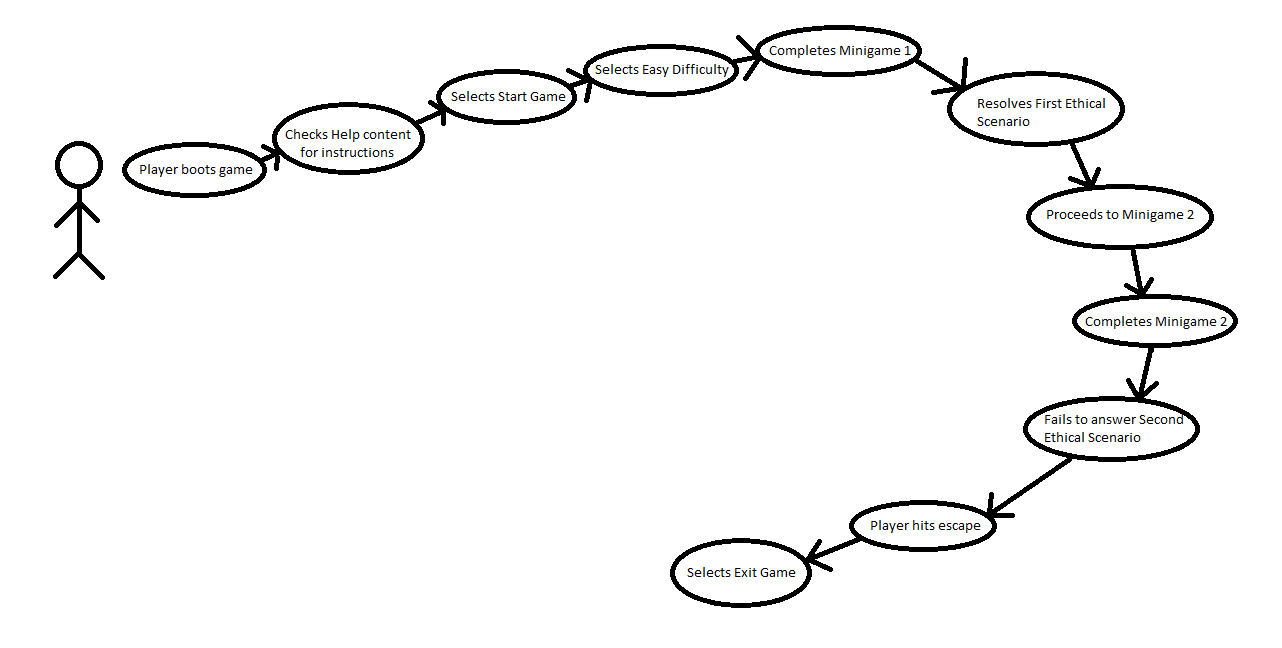 Player boots game
Checks Help content
for instructions
Selects Start Game
Selects Easy Difficulty
Completes Minigame 1
Resolves First Ethical
Scenario
Proceeds to Minigame 2
Completes Minigame 2
Fails to answer Second
Ethical Scenario
Player hits escape
Selects Exit Game